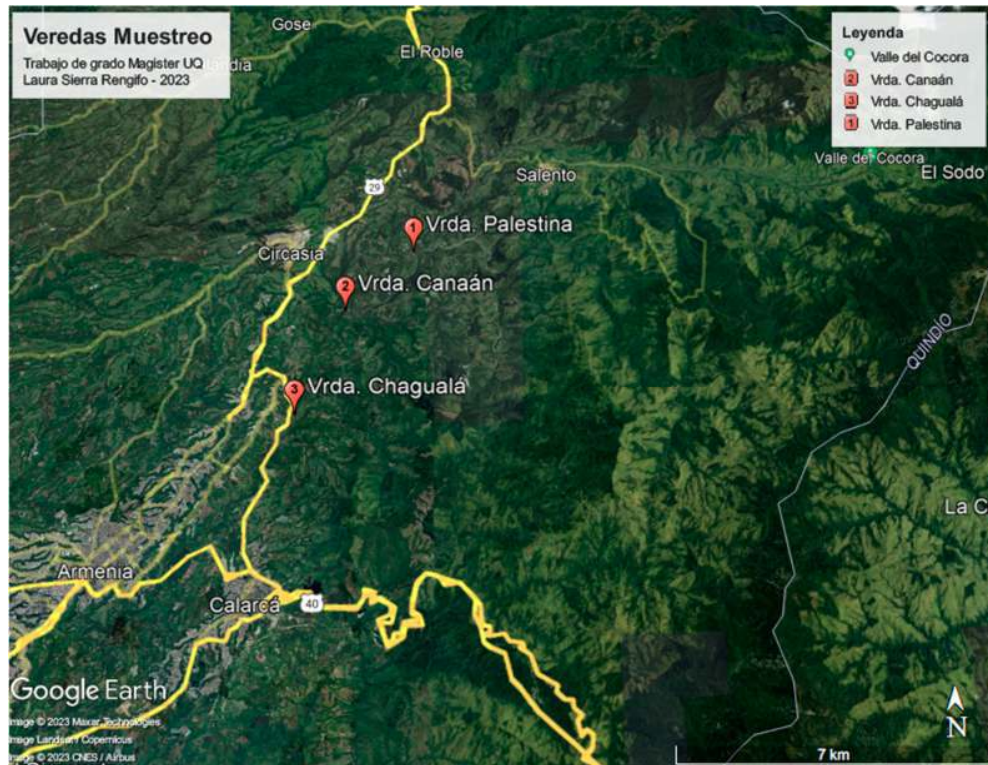 Veredas Muestreo
Trabajo de grado Magister UQ
Laura Sierra Rengifo - 2023
Gose
El Roble
Leyenda
Valle del Cocora
2 Vrda. Canaán
3 Vrda. Chagualá
1 Vrda. Palestina
Valle del Cocora
El Sodo
Salento
29
1 Vrda. Palestina
Circasia
2 Vrda. Canaán
QUINDÍO
3 Vrda. Chagualá
La C
Armenia
Calarcá
40
Google Earth
Image © 2023 Maxar Technologies
Image Landsat / Copernicus
Image © 2023 CNES / Airbus
N
7 km